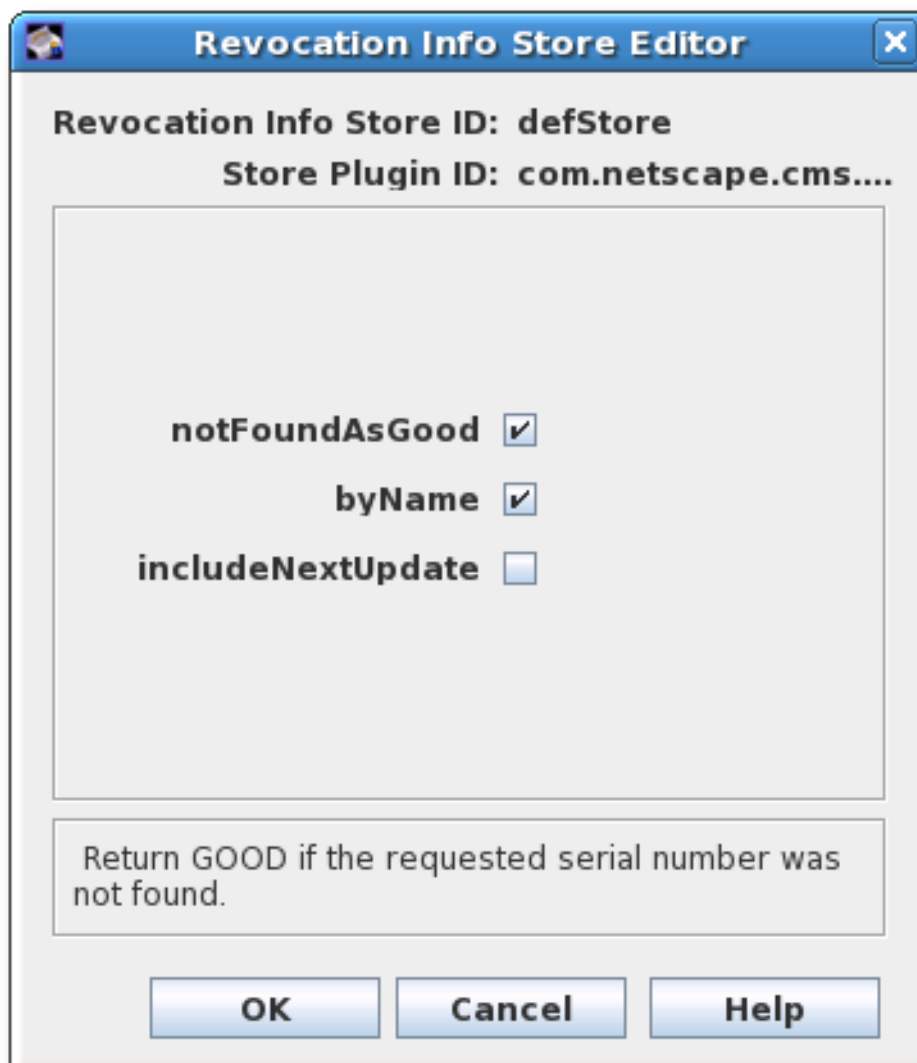 Revocation Info Store Editor
Revocation Info Store ID: defStore
Store Plugin ID: com.netscape.cms....
notFoundAsGood
byName
includeNextUpdate
Return GOOD if the requested serial number was
not found.
OK Cancel Help